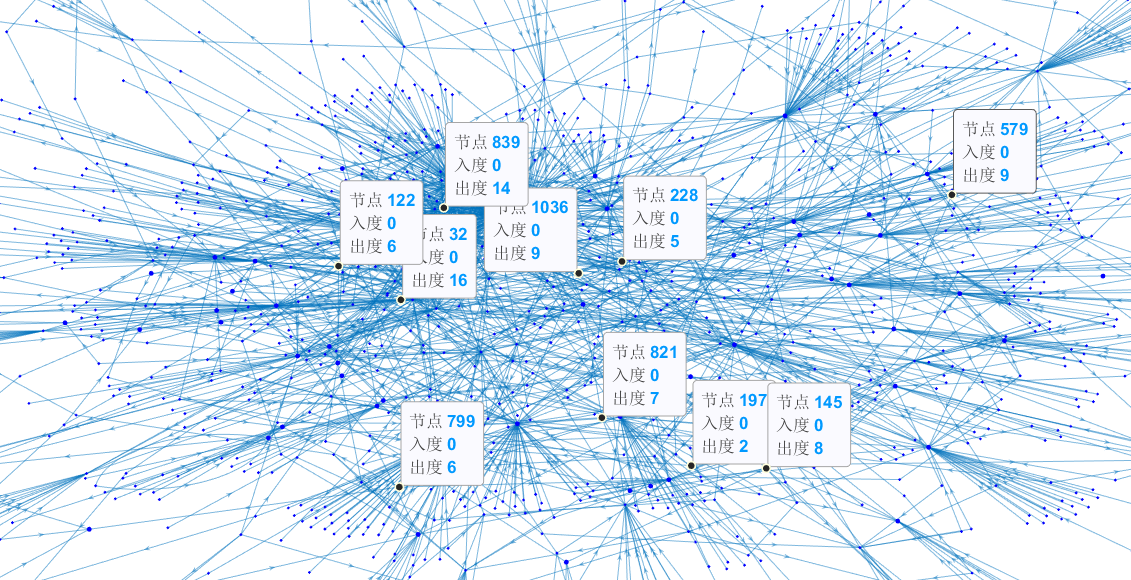 节点 839
入度 0
出度 14
节点 579
入度 0
出度 9
节点 122
入度 0
出度 6
节点 1036
入度 0
出度 9
节点 228
入度 0
出度 5
点 32
度 0
出度 16
节点 821
入度 0
出度 7
节点 197
入度 0
出度 2
节点 145
入度 0
出度 8
节点 799
入度 0
出度 6